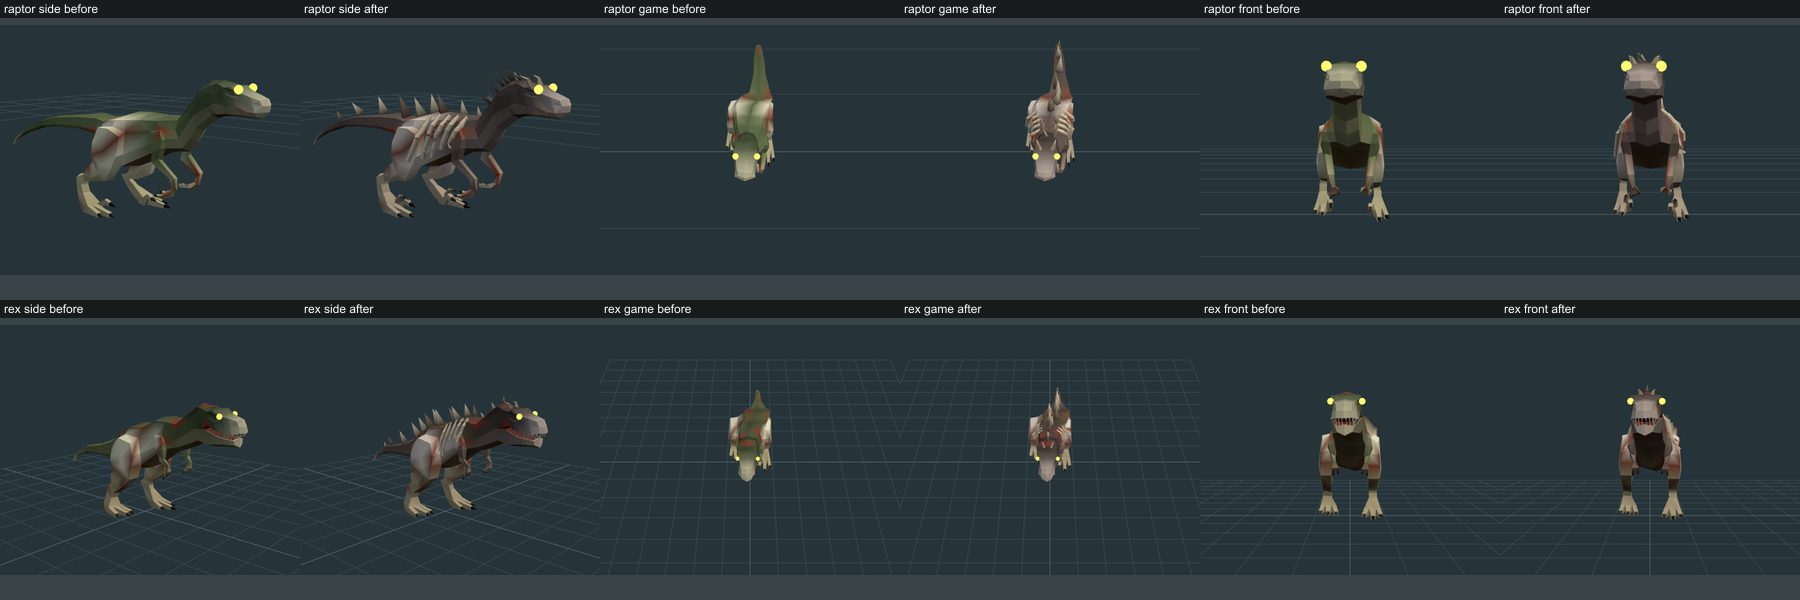 raptor side before
raptor side after
raptor game before
raptor game after
raptor front before
raptor front after
rex side before
rex side after
rex game before
rex game after
rex front before
rex front after